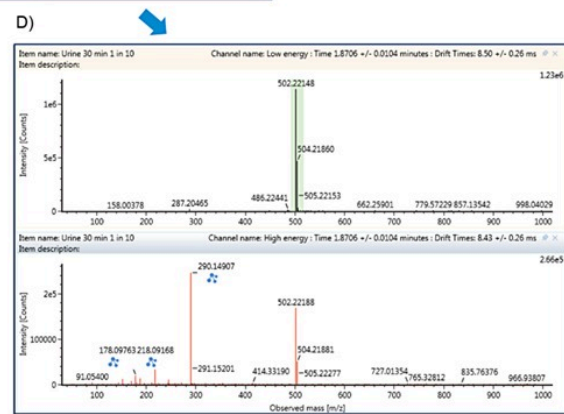 D)
Item name: Urine 30 min 1 in 10 Channel name: Low energy : Time 1.8706 +/- 0.0104 minutes : Drift Times: 8.50 +/- 0.26 ms
Item description:
1.23e6
502.22148
1e6
504.21860
5e5
486.22441
505.22153
158.00378 287.20465 662.25901 779.57229 857.13542 998.04029
0
Intensity [Counts]
100 200 300 400 500 600 700 800 900 1000
Item name: Urine 30 min 1 in 10 Channel name: High energy : Time 1.8706 +/- 0.0104 minutes : Drift Times: 8.43 +/- 0.26 ms
Item description:
2.66e5
290.14907
2e5
502.22188
100000
178.09763 218.09168
504.21881
291.15201
505.22277
91.05400 414.33190 727.01354 765.32812 835.76376 966.93807
0
Intensity [Counts]
100 200 300 400 500 600 700 800 900 1000
Observed mass [m/z]